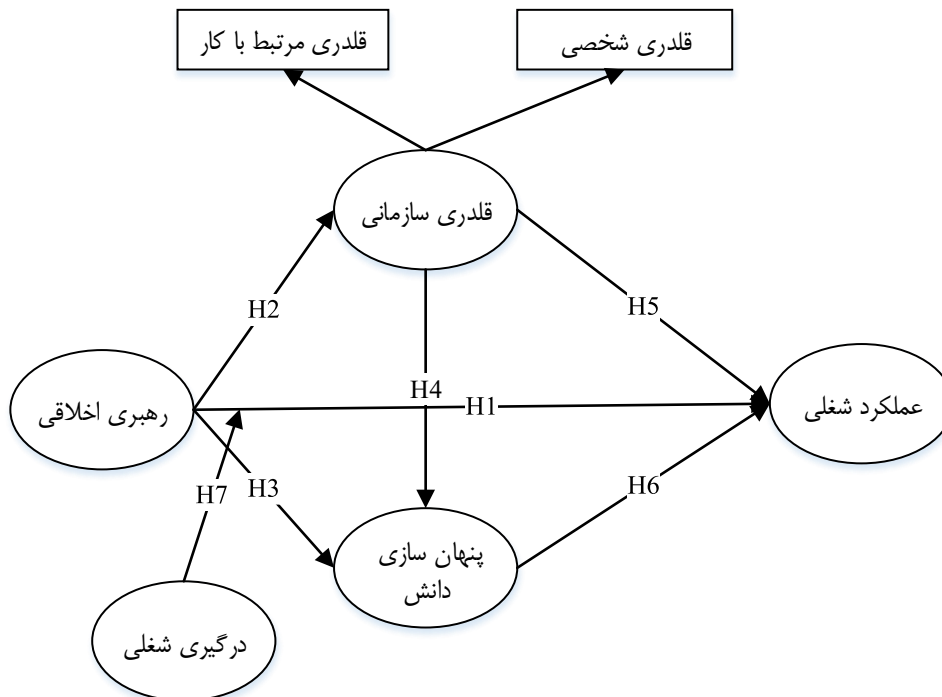 قلدری شخصی
قلدری مرتبط با کار
قلدری سازمانی
H2
H5
رهبری اخلاقی
H4
H1
عملکرد شغلی
H3
H7
H6
پنهان سازی
دانش
درگیری شغلی